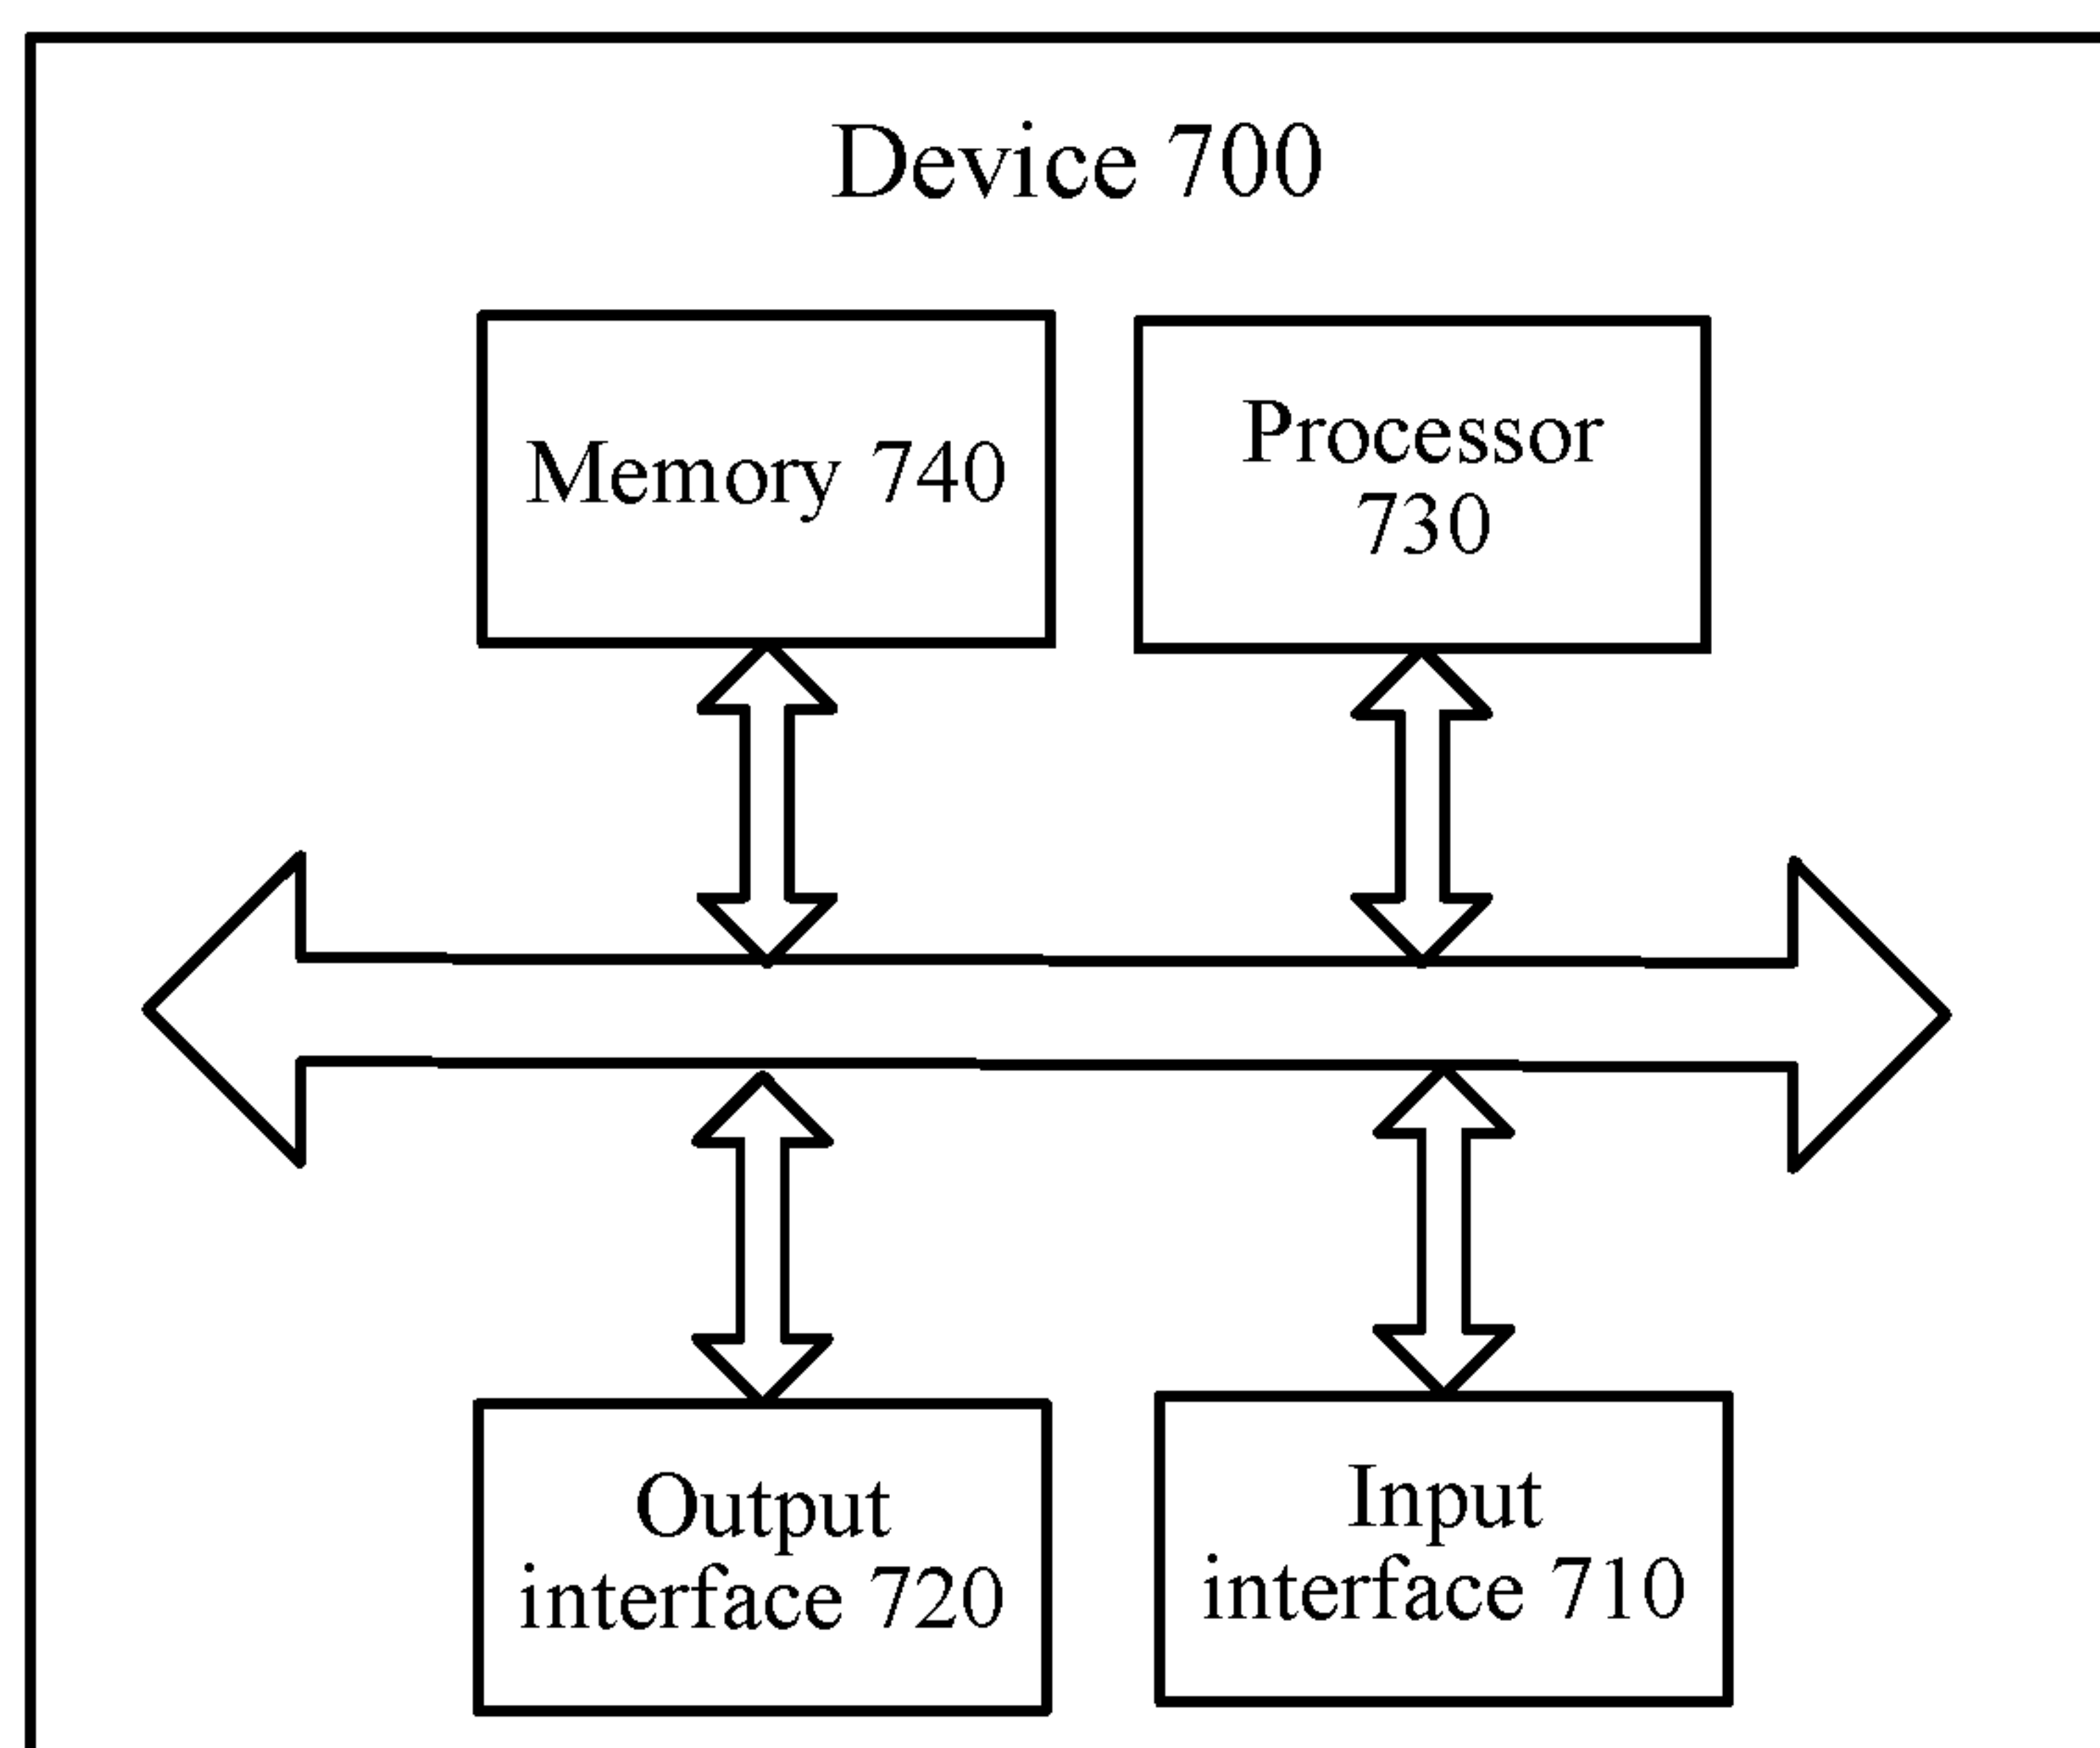 Device 700
Memory 740
Processor
730
Output
interface 720
Input
interface 710